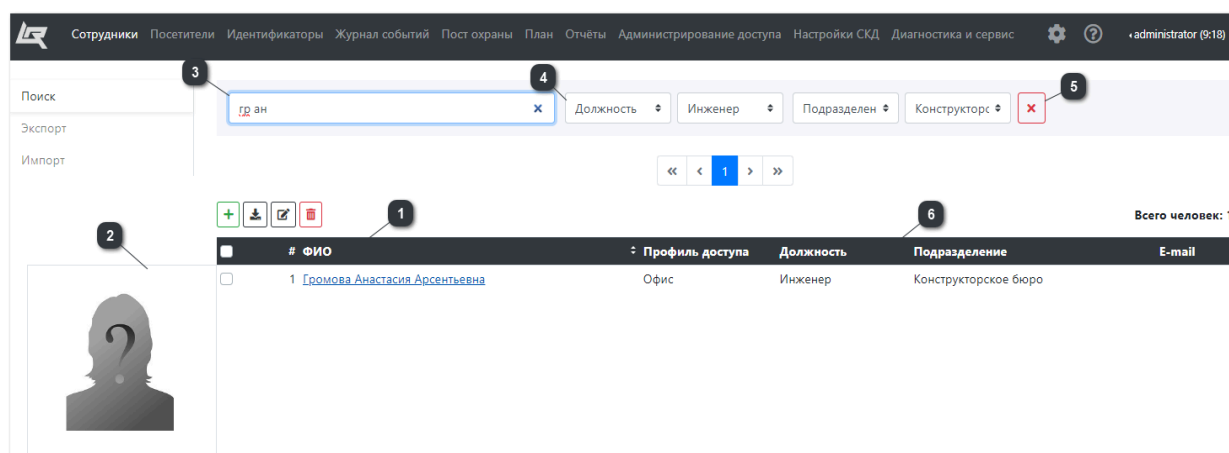 Сотрудники Посетители Идентификаторы Журнал событий Пост охраны План Отчёты Администрирование доступа Настройки СКД Диагностика и сервис ? administrator (9:18)
3
4
5
Поиск
гр ан × Должность Инженер Подразделен Конструкторс ×
Экспорт
Импорт
« ‹ 1 › »
1
6
Всего человек: 1
2
# ФИО Профиль доступа Должность Подразделение E-mail
1 Громова Анастасия Арсентьевна Офис Инженер Конструкторское бюро
?